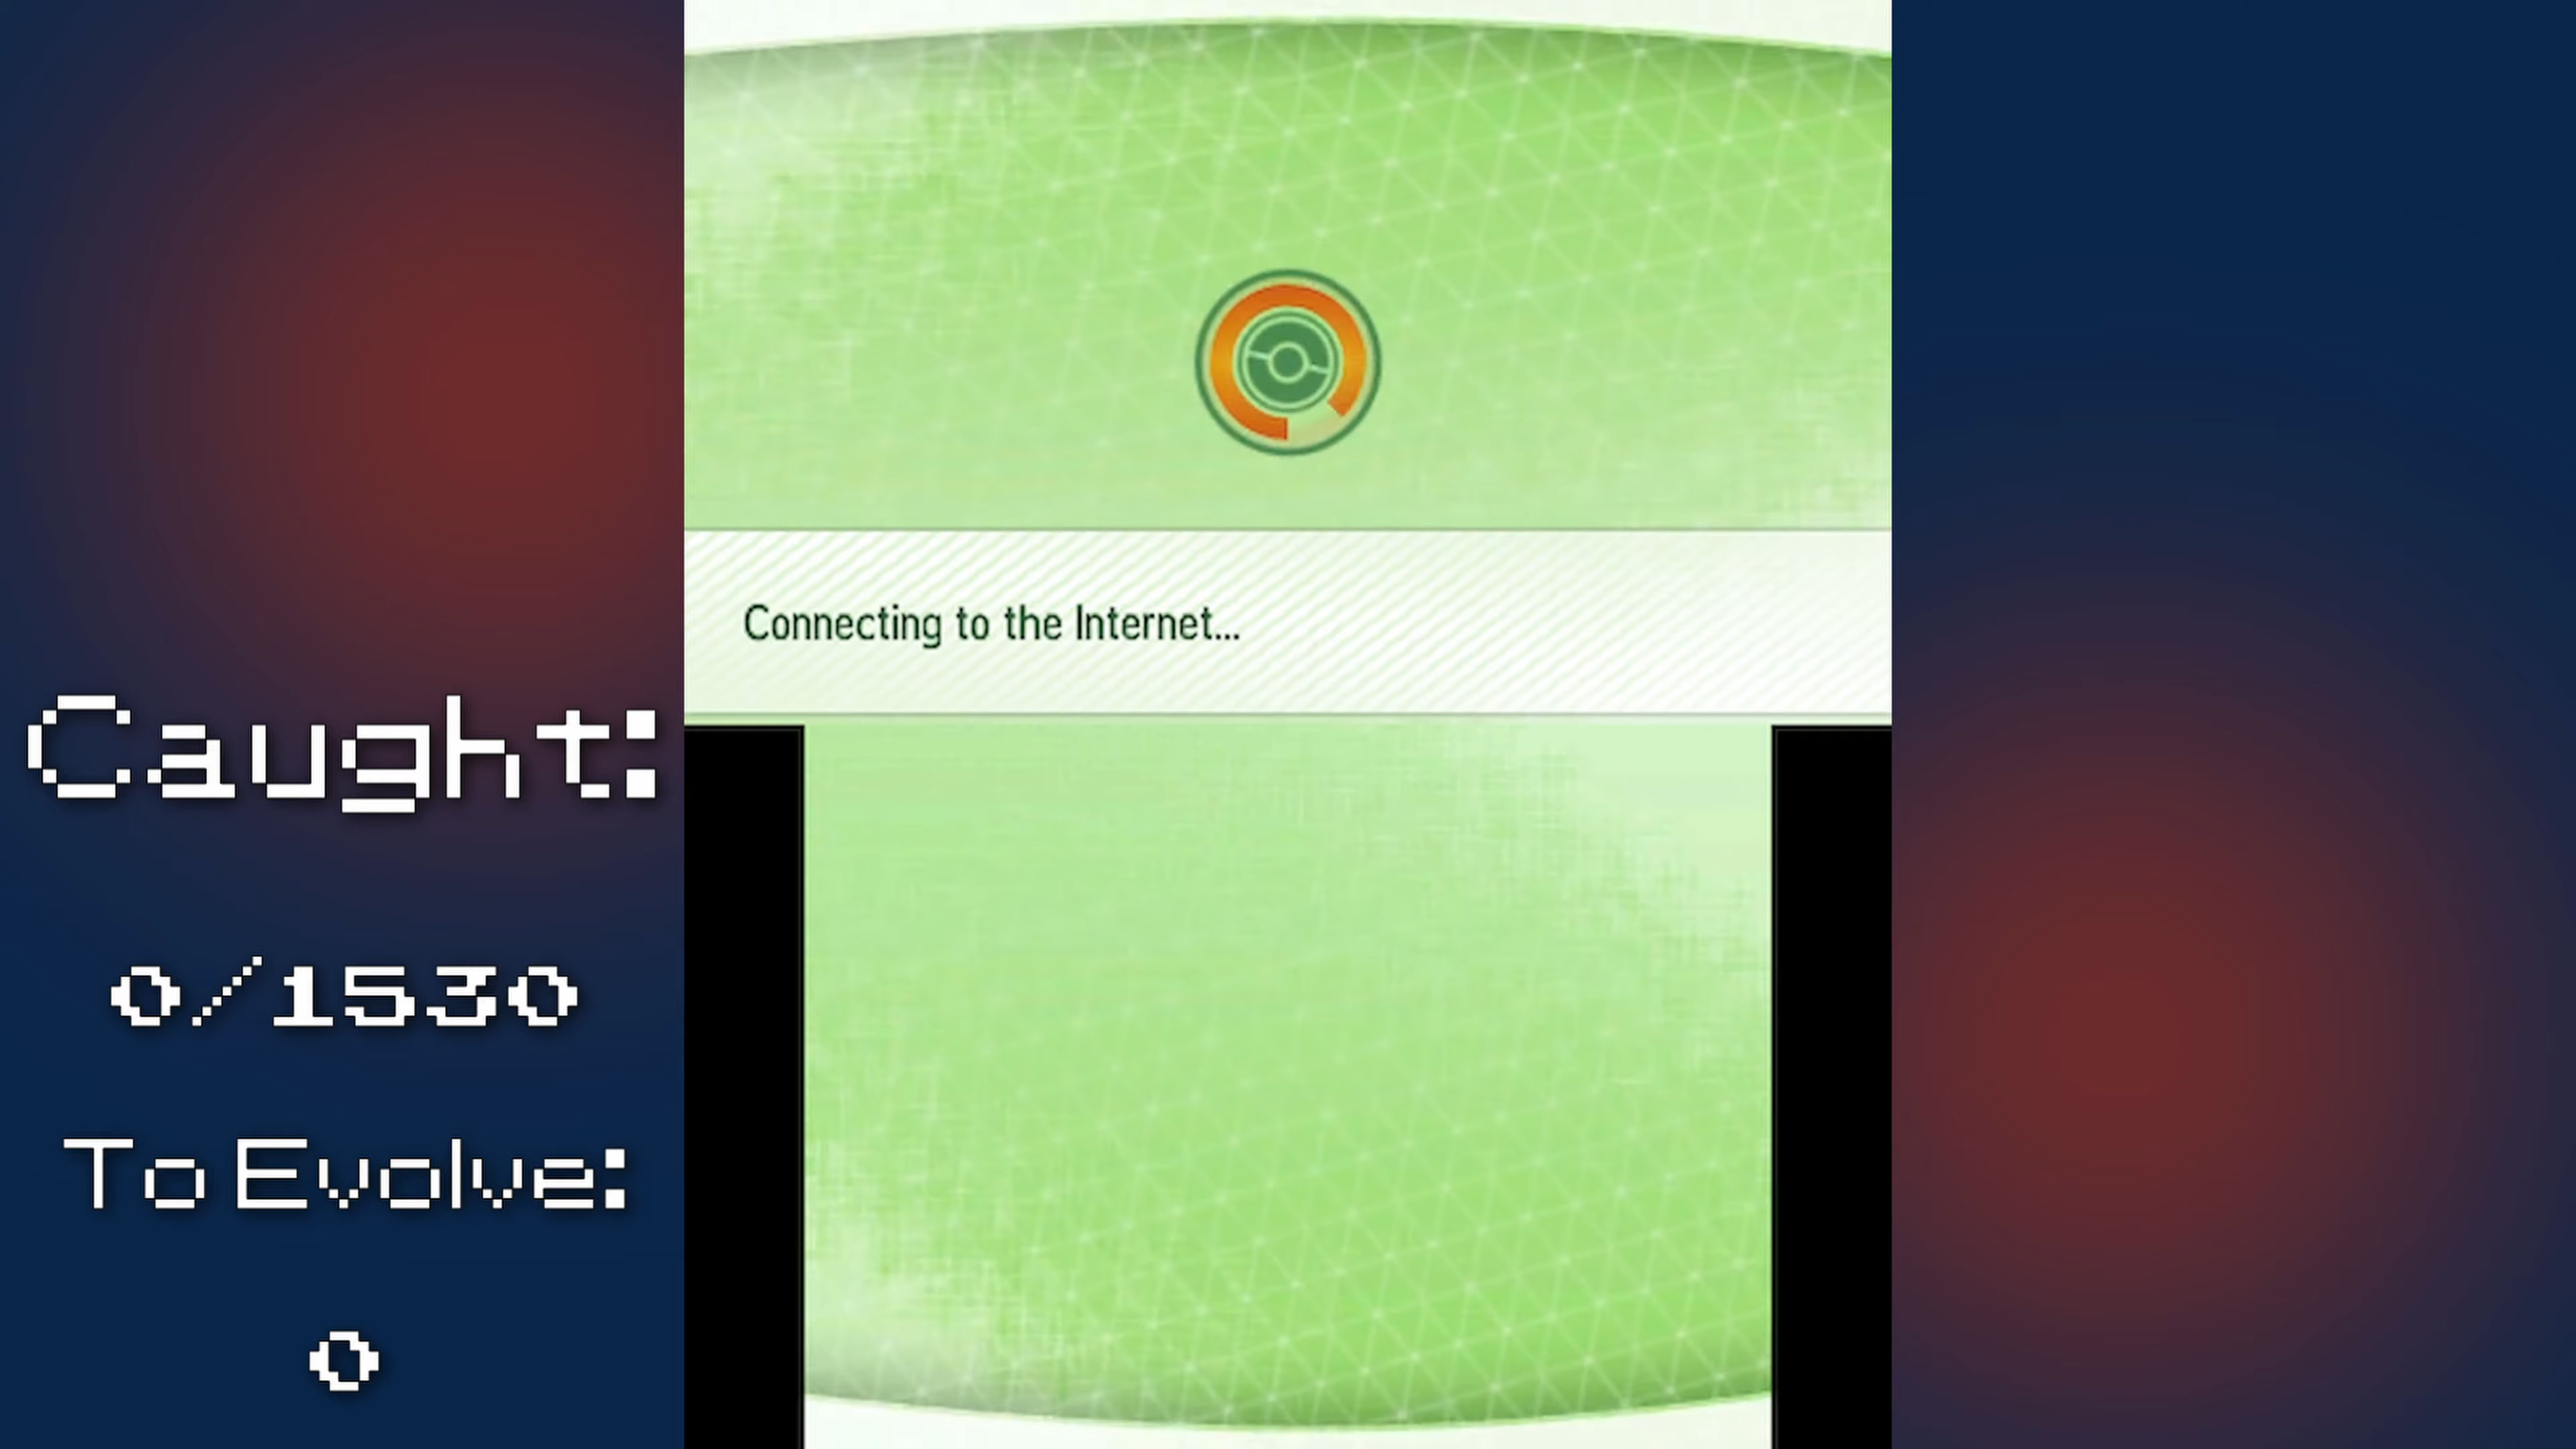 Connecting to the Internet...
Caught:
0/1530
To Evolve:
0